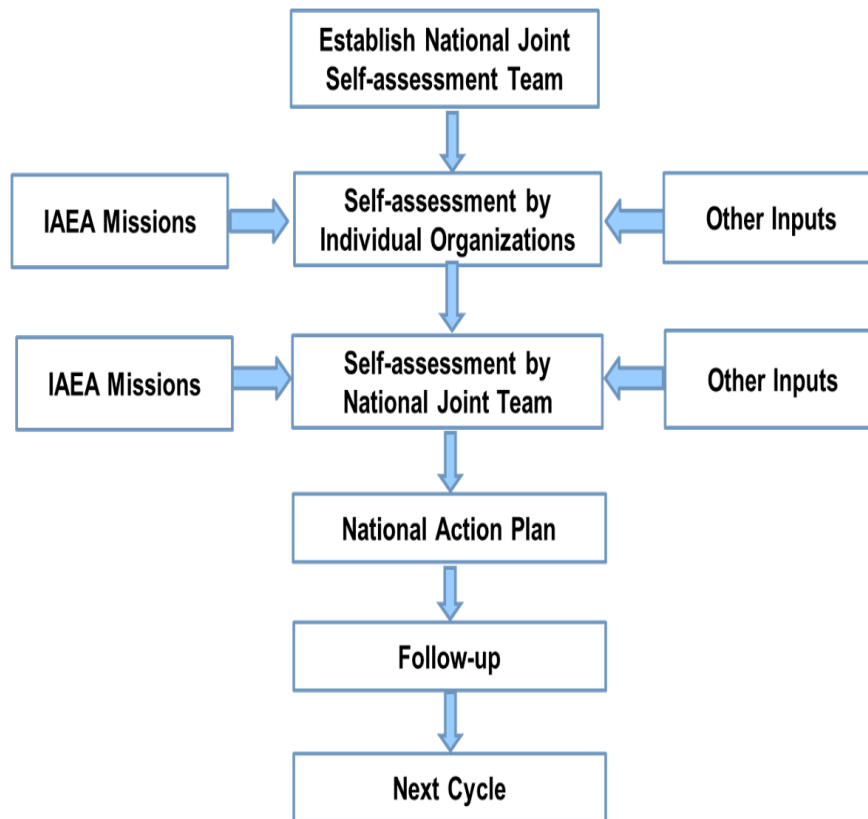 Establish National Joint
Self-assessment Team
IAEA Missions
Self-assessment by
Individual Organizations
Other Inputs
IAEA Missions
Self-assessment by
National Joint Team
Other Inputs
National Action Plan
Follow-up
Next Cycle